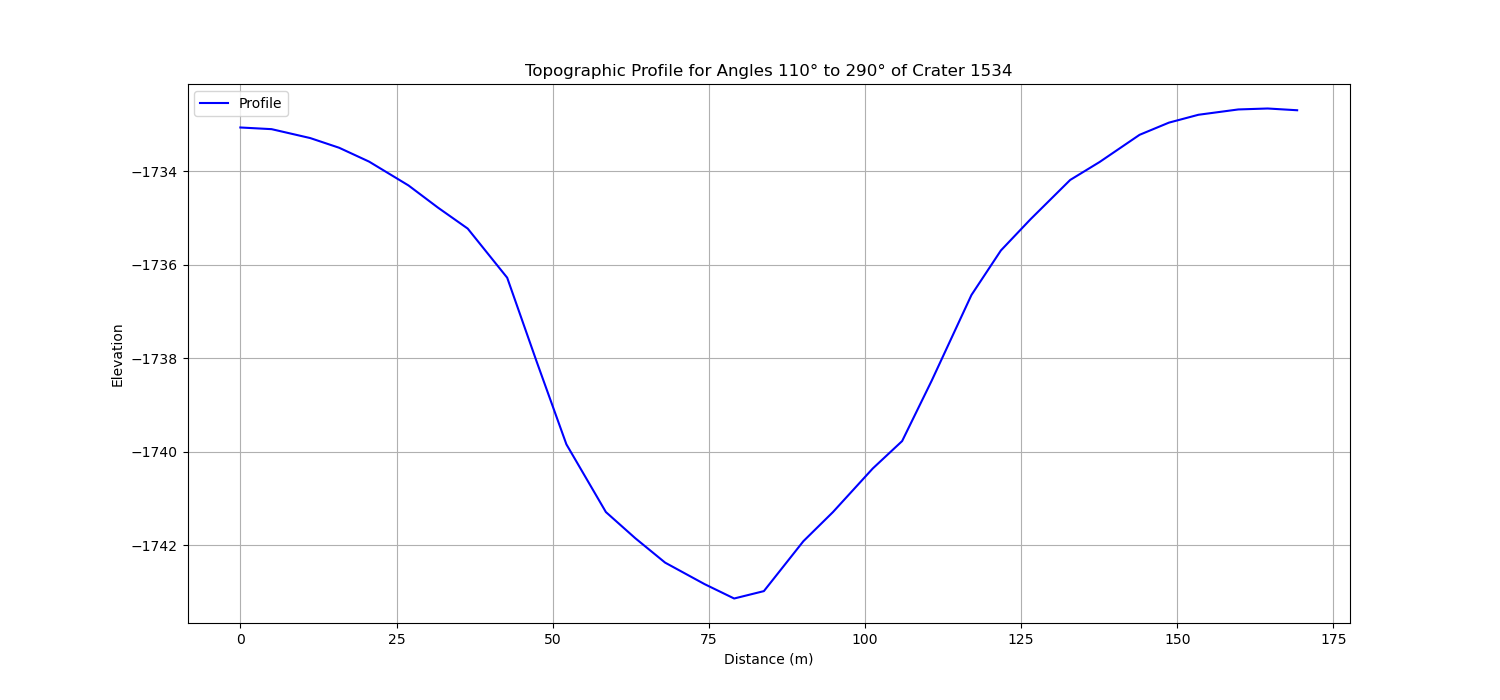 Topographic Profile for Angles 110° to 290° of Crater 1534
Profile
−1734
−1736
−1738
−1740
−1742
Elevation
0 25 50 75 100 125 150 175
Distance (m)